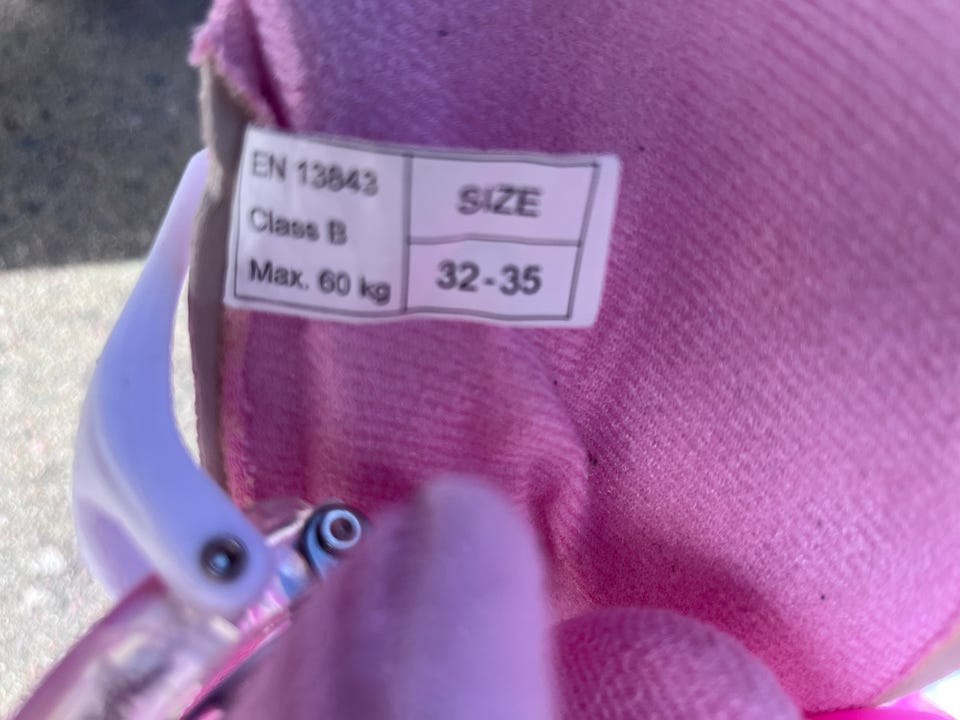 EN 13843
Class B
Max. 60 kg
SIZE
32-35